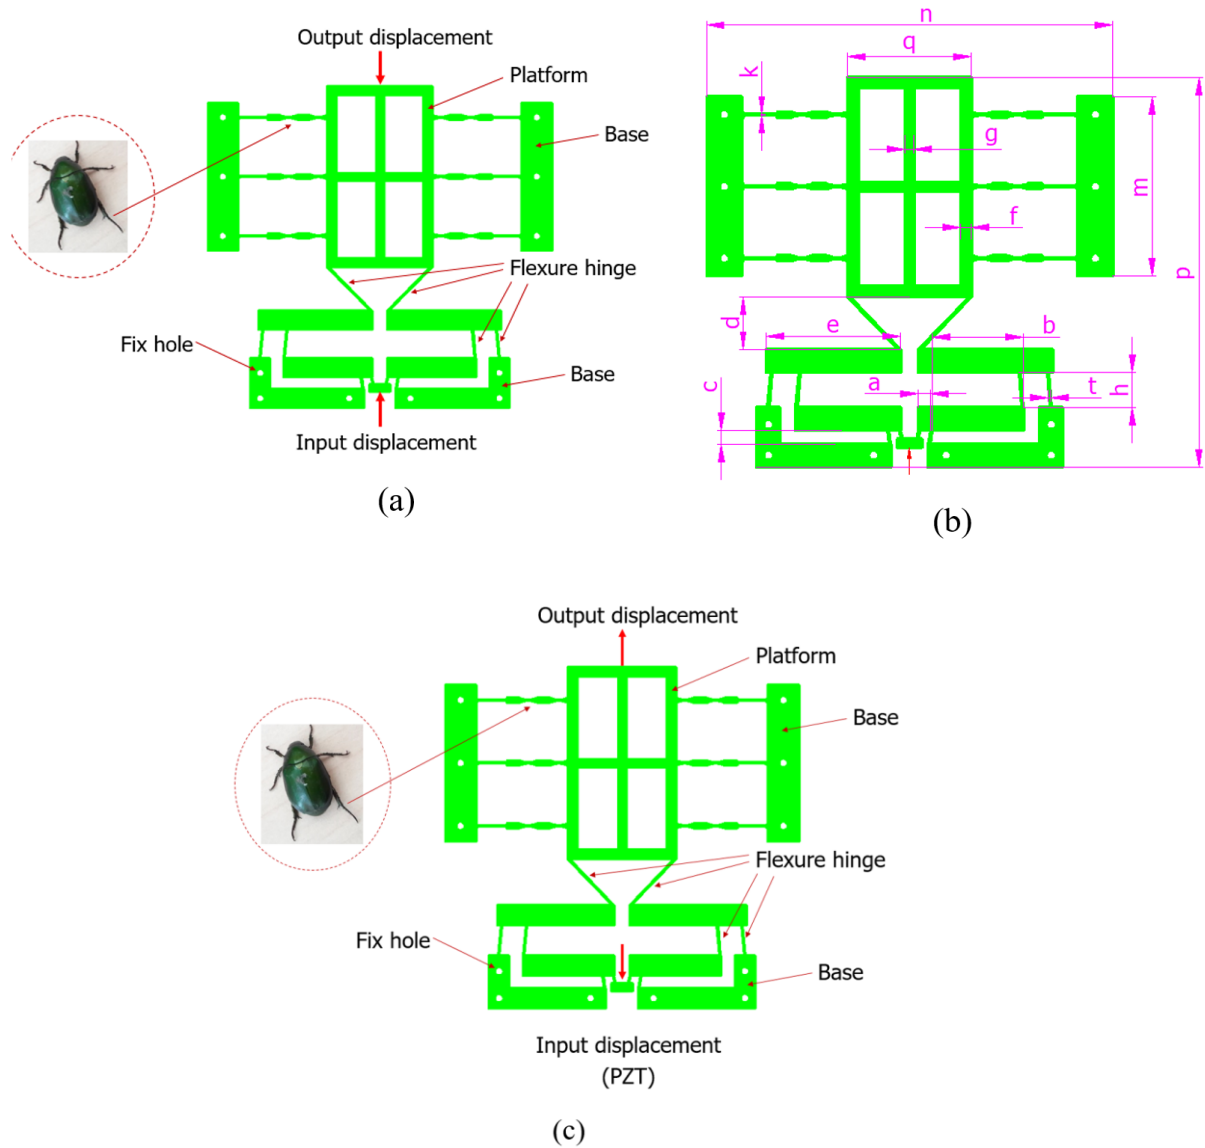 Output displacement
Platform
Base
Flexure hinge
Fix hole
Base
Input displacement
(a)
n
q
k
g
m
f
p
d
e
b
c
a
t
h
(b)
Output displacement
Platform
Base
Flexure hinge
Fix hole
Base
Input displacement
(PZT)
(c)